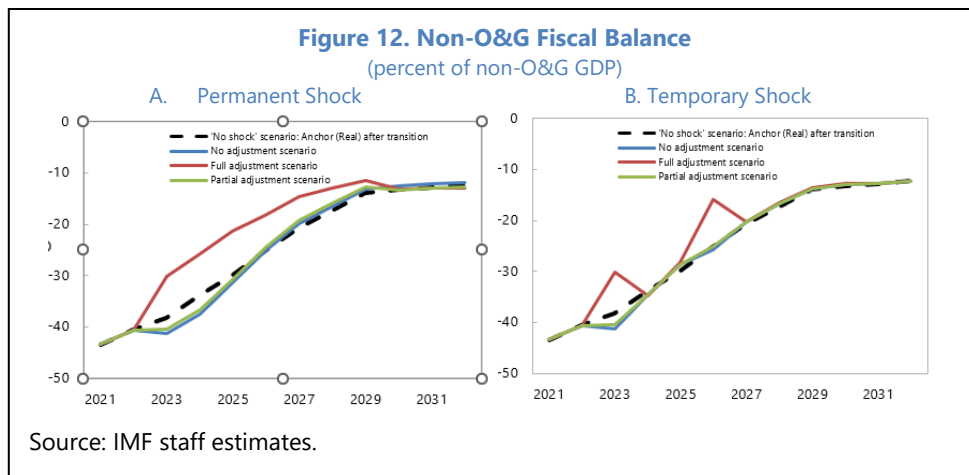 Figure 12. Non-O&G Fiscal Balance
(percent of non-O&G GDP)
A. Permanent Shock
0
-10
-20
-30
-40
-50
'No shock' scenario: Anchor (Real) after transition
No adjustment scenario
Full adjustment scenario
Partial adjustment scenario
2021 2023 2025 2027 2029 2031
B. Temporary Shock
0
-10
-20
-30
-40
-50
'No shock' scenario: Anchor (Real) after transition
No adjustment scenario
Full adjustment scenario
Partial adjustment scenario
2021 2023 2025 2027 2029 2031
Source: IMF staff estimates.